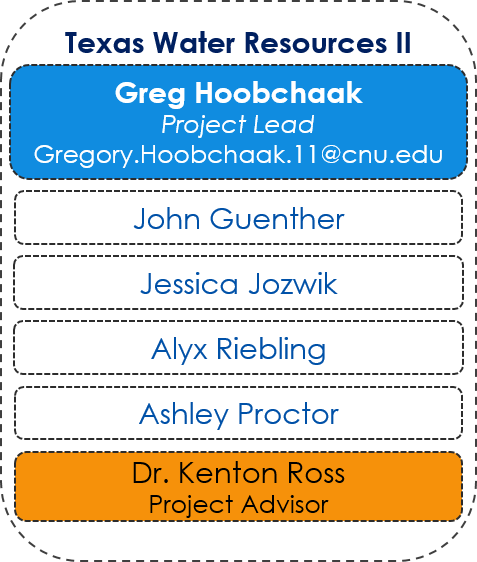 Texas Water Resources II
Greg Hoobchaak
Project Lead
Gregory.Hoobchaak.11@cnu.edu
John Guenther
Jessica Jozwik
Alyx Riebling
Ashley Proctor
Dr. Kenton Ross
Project Advisor